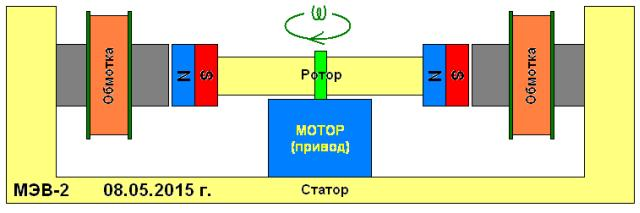 ω
Обмотка
N S
Ротор
N S
Обмотка
МОТОР
(привод)
МЭВ-2 08.05.2015 г.
Статор